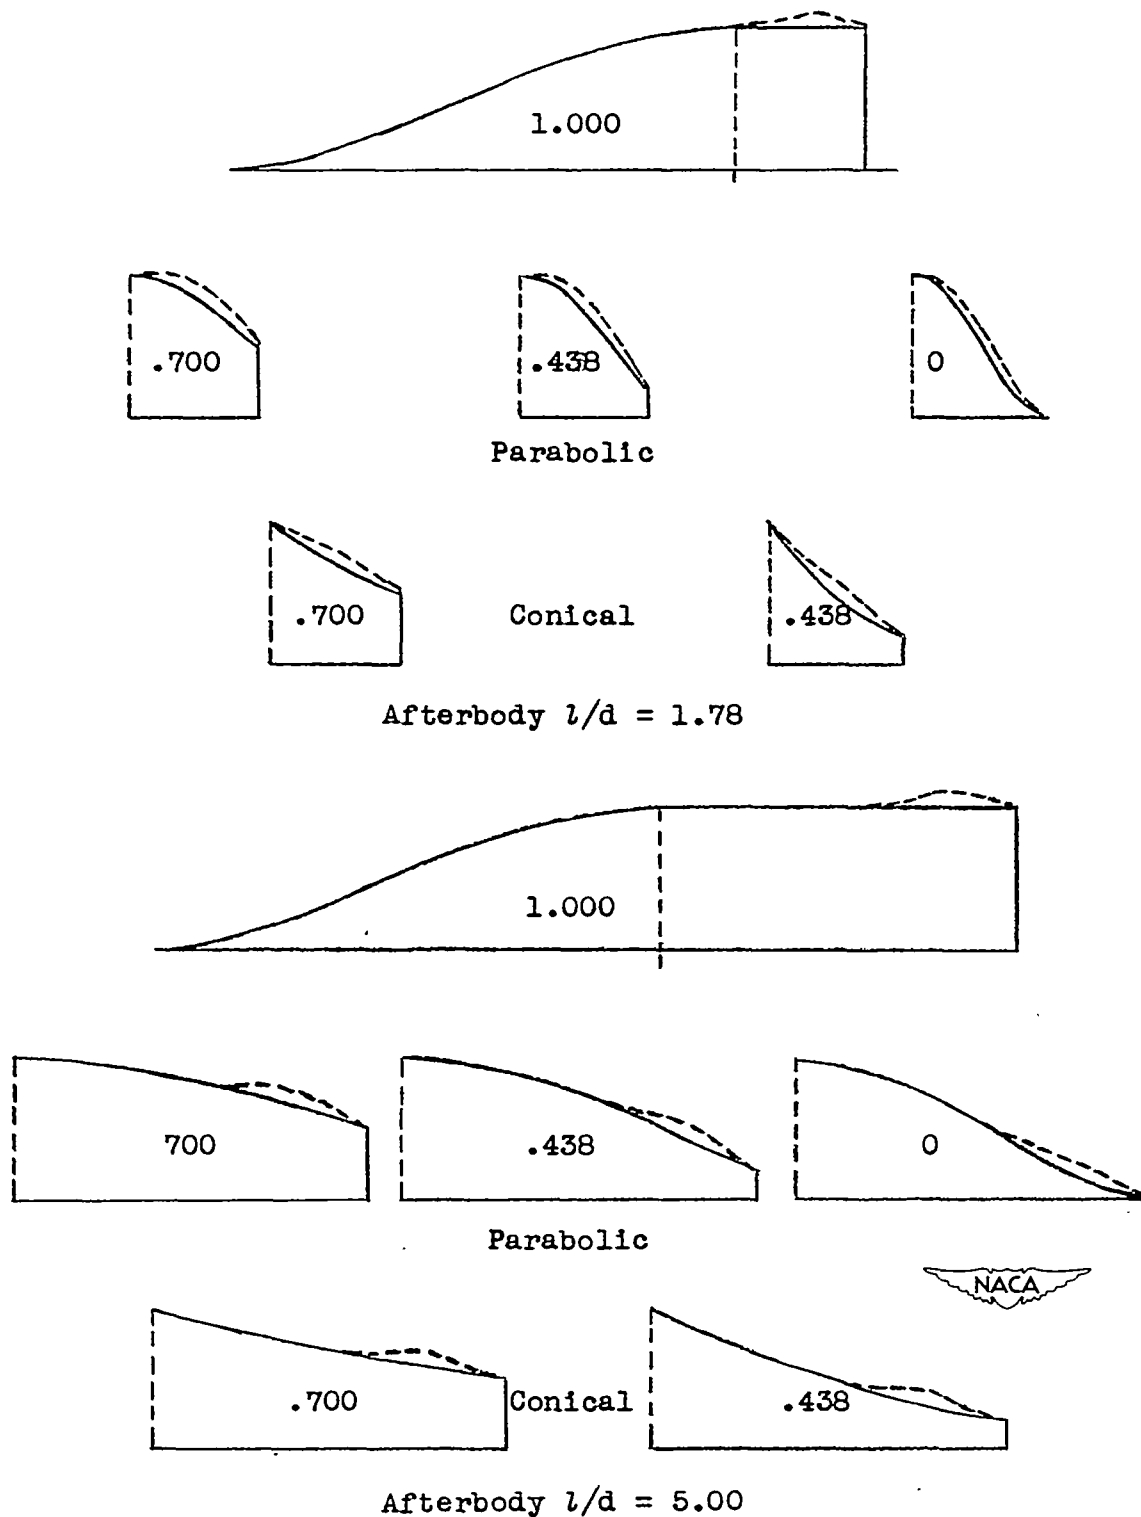 1.000
.700
.438
0
Parabolic
.700
Conical
.438
Afterbody l/d = 1.78
1.000
700
.438
0
Parabolic
NACA
.700
Conical
.438
Afterbody l/d = 5.00